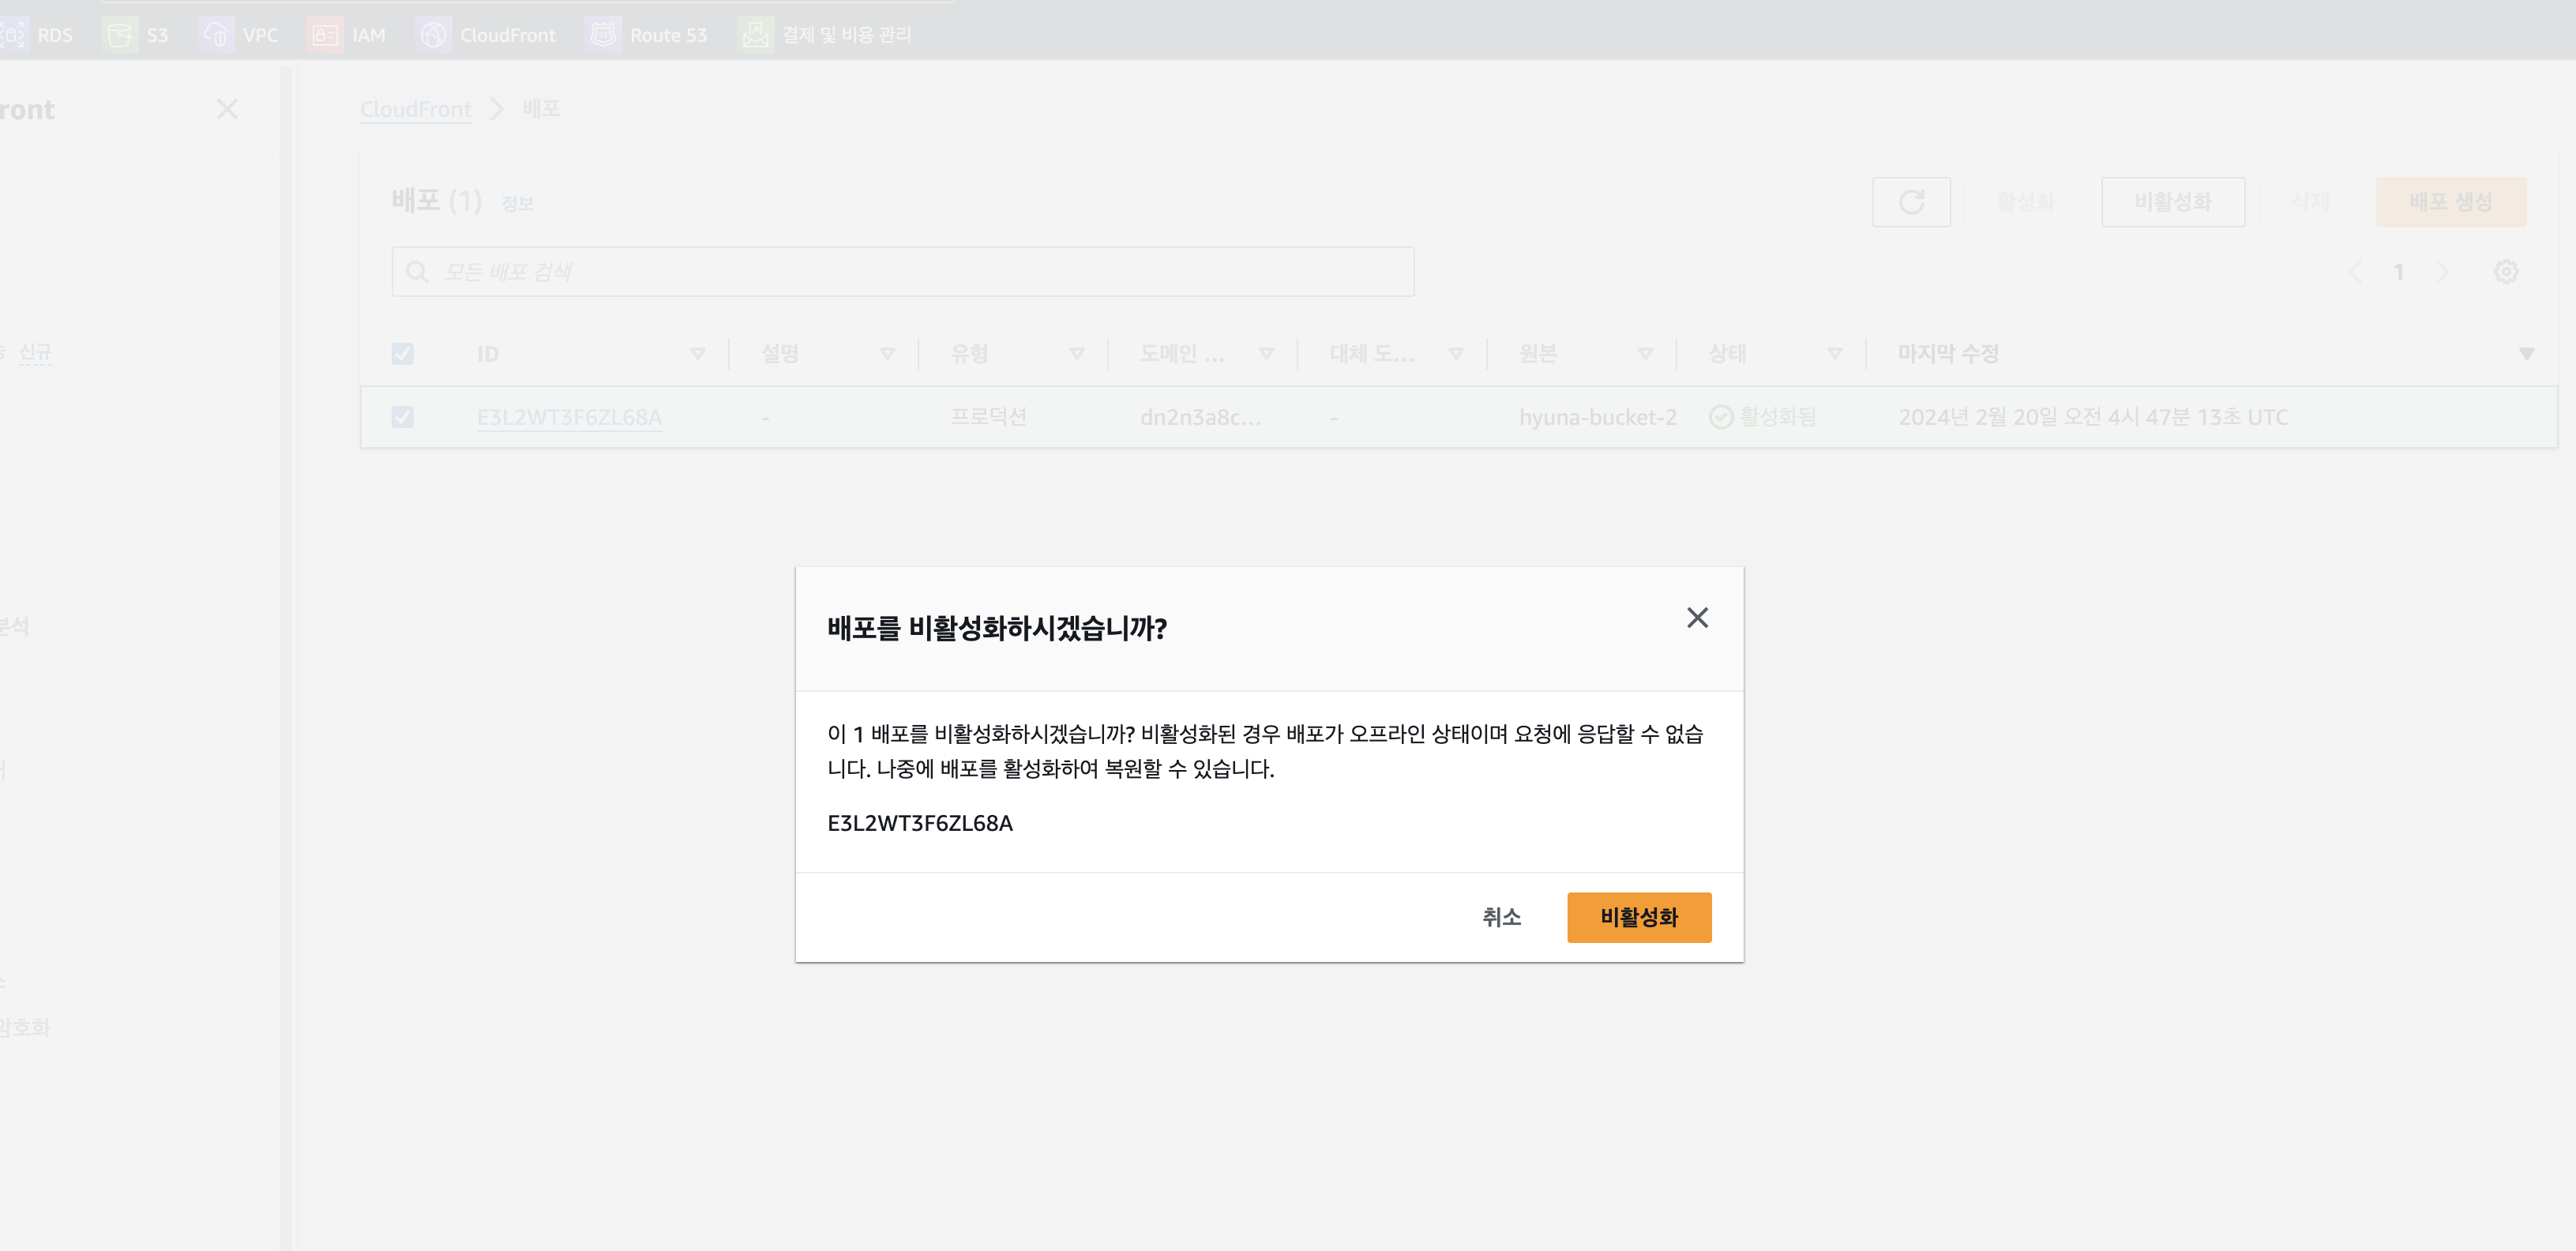 RDS S3 VPC IAM CloudFront Route 53 결제 및 비용 관리
ront
CloudFront 배포
배포 (1) 정보
활성화 비활성화 삭제 배포 생성
모든 배포 검색
1
신규
ID 설명 유형 도메인 ... 대체 도... 원본 상태 마지막 수정
E3L2WT3F6ZL68A - 프로덕션 dn2n3a8c... - hyuna-bucket-2 활성화됨 2024년 2월 20일 오전 4시 47분 13초 UTC
분석
배포를 비활성화하시겠습니까?
이 1 배포를 비활성화하시겠습니까? 비활성화된 경우 배포가 오프라인 상태이며 요청에 응답할 수 없습
니다. 나중에 배포를 활성화하여 복원할 수 있습니다.
E3L2WT3F6ZL68A
취소 비활성화
암호화